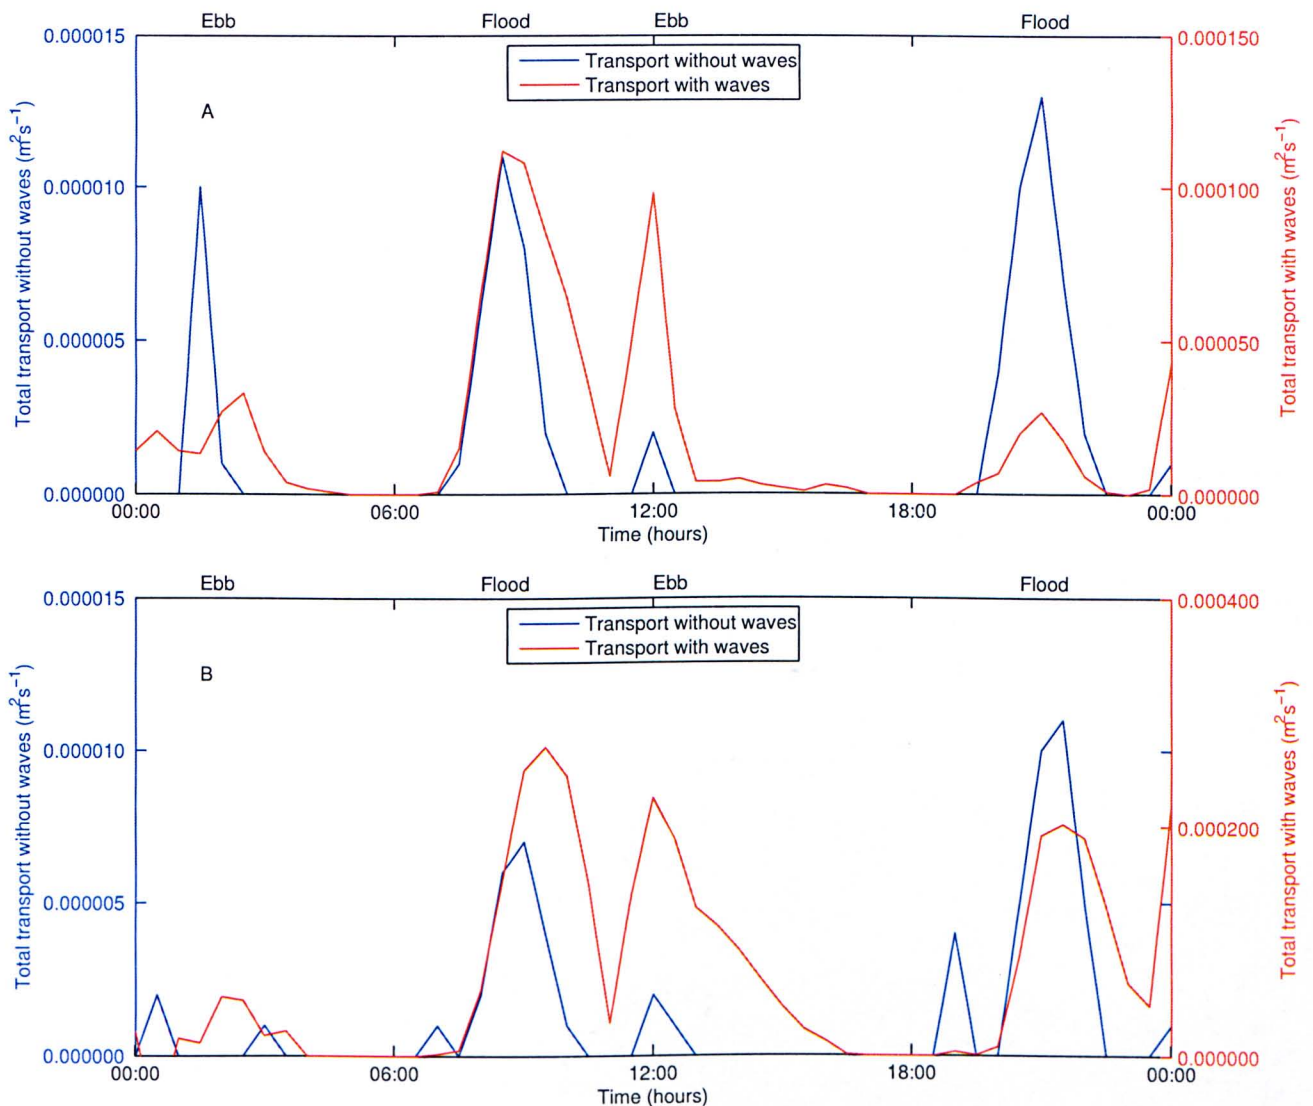 Ebb Flood Ebb Flood
0.000015 0.000150
Transport without waves
Transport with waves
A
0.000010 0.000100
0.000005 0.000050
0.000000 0.000000
00:00 06:00 12:00 18:00 00:00
Time (hours)
Total transport without waves (m²s⁻¹)
Total transport with waves (m²s⁻¹)
Ebb Flood Ebb Flood
0.000015 0.000400
Transport without waves
Transport with waves
B
0.000010
0.000200
0.000005
0.000000 0.000000
00:00 06:00 12:00 18:00 00:00
Time (hours)
Total transport without waves (m²s⁻¹)
Total transport with waves (m²s⁻¹)